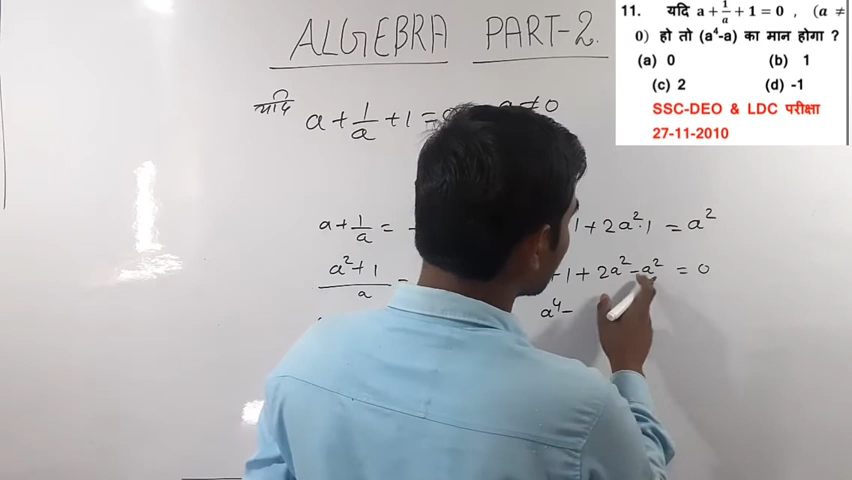 ALGEBRA PART-2.
यदि a + 1/a + 1 = a ≠ 0
a + 1/a =
1 + 2a²·1 = a²
a²+1/a =
+ 1 + 2a² - a² = 0
a⁴ -
11. यदि a + 1/a + 1 = 0 , (a ≠
0) हो तो (a⁴-a) का मान होगा ?
(a) 0 (b) 1
(c) 2 (d) -1
SSC-DEO & LDC परीक्षा
27-11-2010